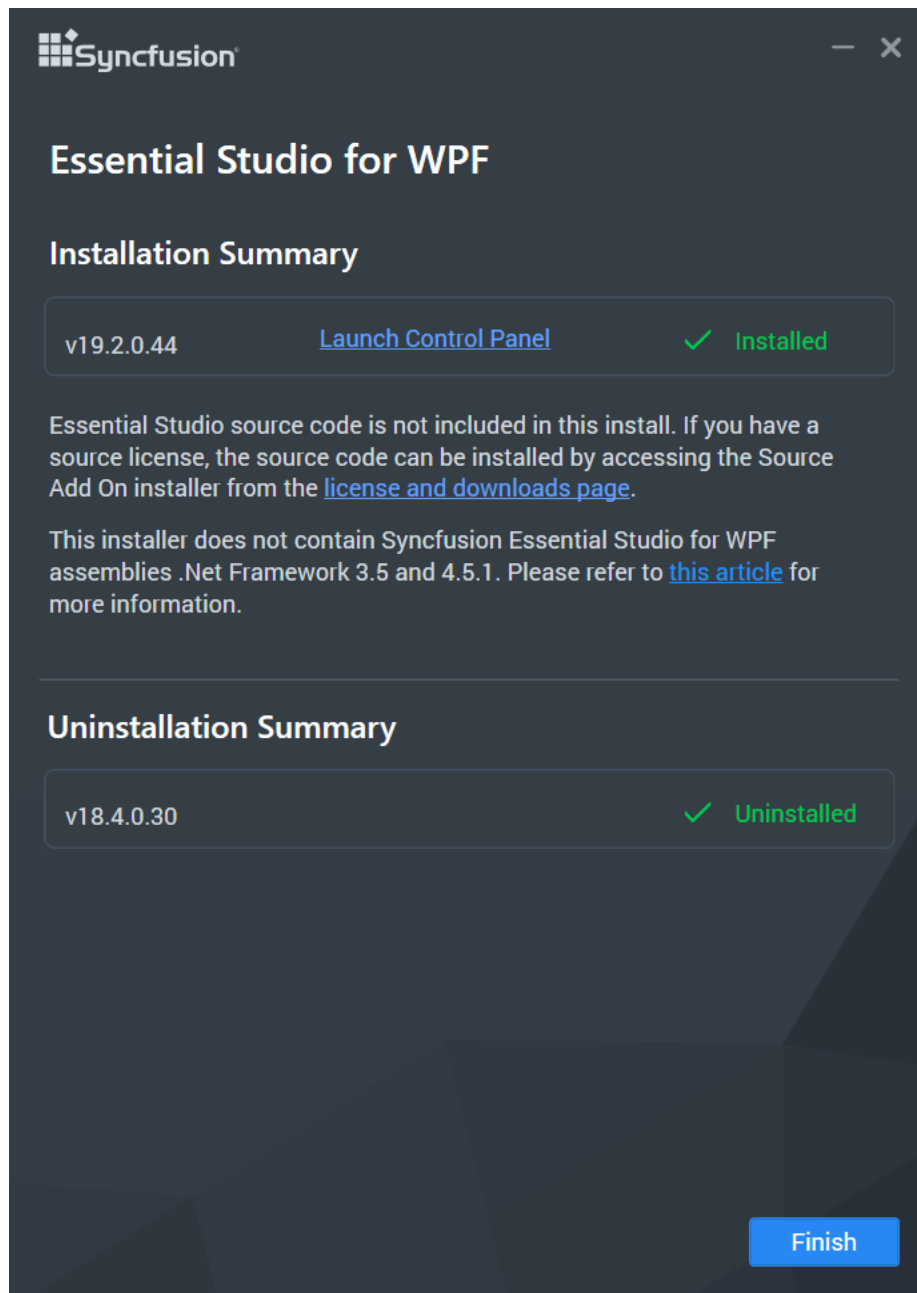 Syncfusion®
Essential Studio for WPF
Installation Summary
v19.2.0.44 Launch Control Panel Installed
Essential Studio source code is not included in this install. If you have a
source license, the source code can be installed by accessing the Source
Add On installer from the license and downloads page.
This installer does not contain Syncfusion Essential Studio for WPF
assemblies .Net Framework 3.5 and 4.5.1. Please refer to this article for
more information.
Uninstallation Summary
v18.4.0.30 Uninstalled
Finish